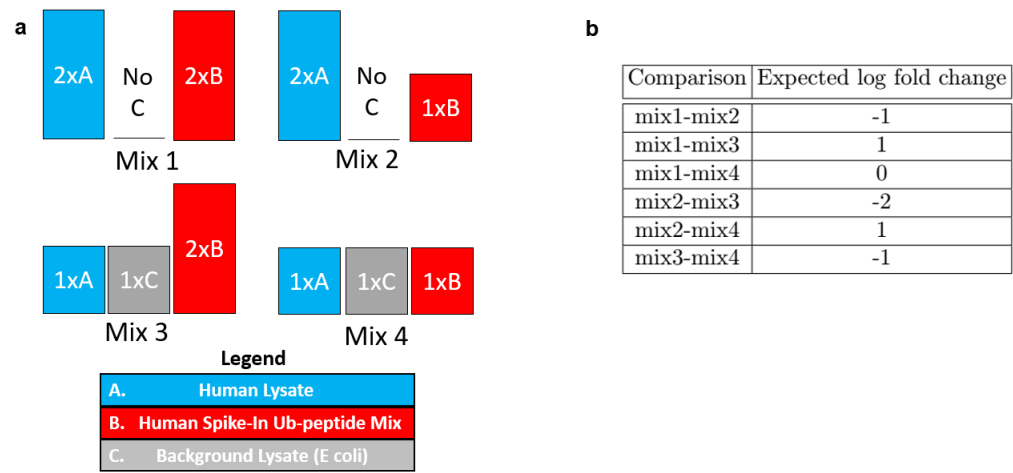 a
2xA
No
C
2xB
Mix 1
2xA
No
C
1xB
Mix 2
1xA
1xC
2xB
Mix 3
1xA
1xC
1xB
Mix 4
Legend
A. Human Lysate
B. Human Spike-In Ub-peptide Mix
C. Background Lysate (E coli)
b
Comparison Expected log fold change
mix1-mix2 -1
mix1-mix3 1
mix1-mix4 0
mix2-mix3 -2
mix2-mix4 1
mix3-mix4 -1